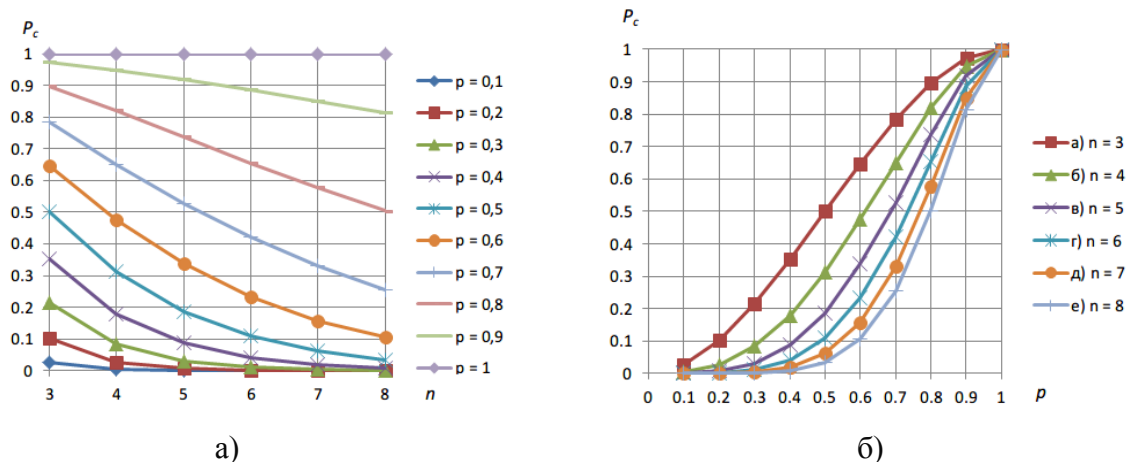 Pc
1
0.9
0.8
0.7
0.6
0.5
0.4
0.3
0.2
0.1
0
3 4 5 6 7 8 n
p = 0,1
p = 0,2
p = 0,3
p = 0,4
p = 0,5
p = 0,6
p = 0,7
p = 0,8
p = 0,9
p = 1
а)
Pc
1
0.9
0.8
0.7
0.6
0.5
0.4
0.3
0.2
0.1
0
0 0.1 0.2 0.3 0.4 0.5 0.6 0.7 0.8 0.9 1 p
а) n = 3
б) n = 4
в) n = 5
г) n = 6
д) n = 7
е) n = 8
б)